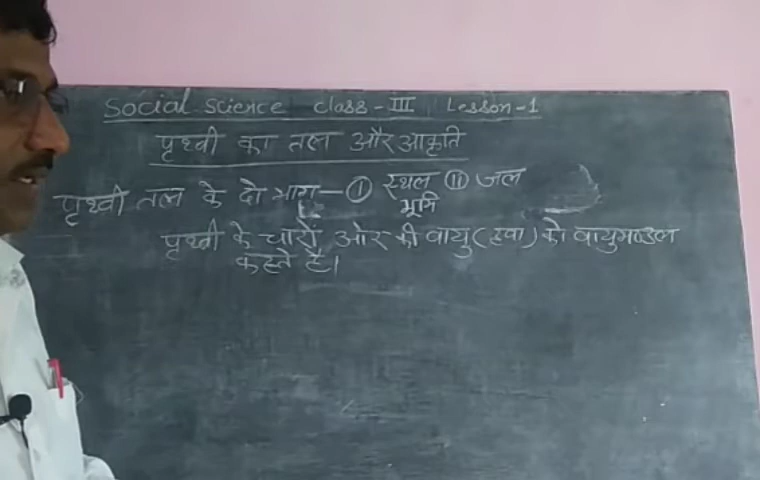 Social Science Class - III Lesson - 1
पृथ्वी का तल और आकृति
पृथ्वी तल के दो भाग - (i) स्थल (ii) जल
भूमि
पृथ्वी के चारों ओर की वायु (हवा) को वायुमण्डल
कहते हैं।